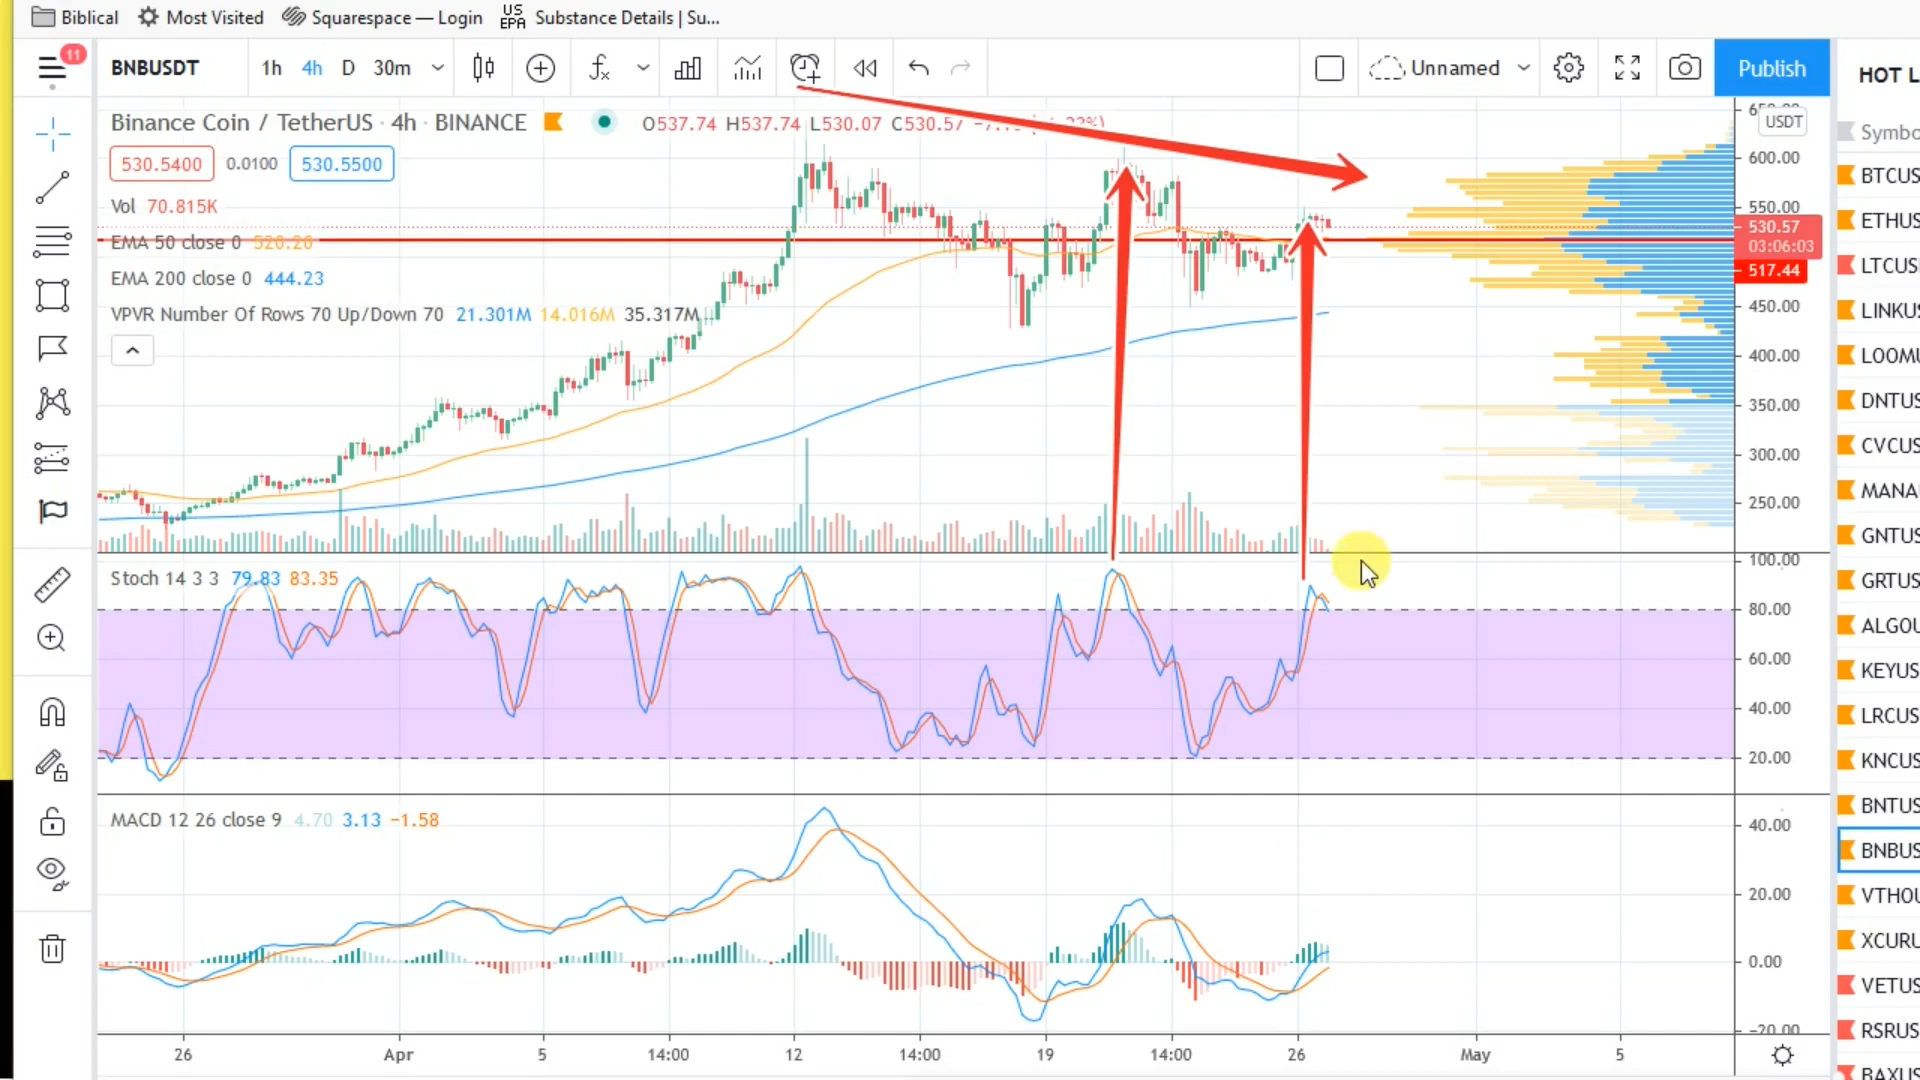 Biblical Most Visited Squarespace — Login US EPA Substance Details | Su...
11
BNBUSDT 1h 4h D 30m Unnamed Publish HOT L
Binance Coin / TetherUS · 4h · BINANCE O537.74 H537.74 L530.07 C530.57 USDT
530.5400 0.0100 530.5500
Vol 70.815K
EMA 50 close 0 520.20
EMA 200 close 0 444.23
VPVR Number Of Rows 70 Up/Down 70 21.301M 14.016M 35.317M
600.00
550.00
530.57
03:06:03
517.44
450.00
400.00
350.00
300.00
250.00
Stoch 14 3 3 79.83 83.35
100.00
80.00
60.00
40.00
20.00
MACD 12 26 close 9 4.70 3.13 −1.58
40.00
20.00
0.00
−20.00
26 Apr 5 14:00 12 14:00 19 14:00 26 May 5
Symbo
BTCUS
ETHUS
LTCUS
LINKUS
LOOMU
DNTUS
CVCUS
MANA
GNTUS
GRTUS
ALGOU
KEYUS
LRCUS
KNCUS
BNTUS
BNBUS
VTHOU
XCURU
VETUS
RSRUS
BAXUS